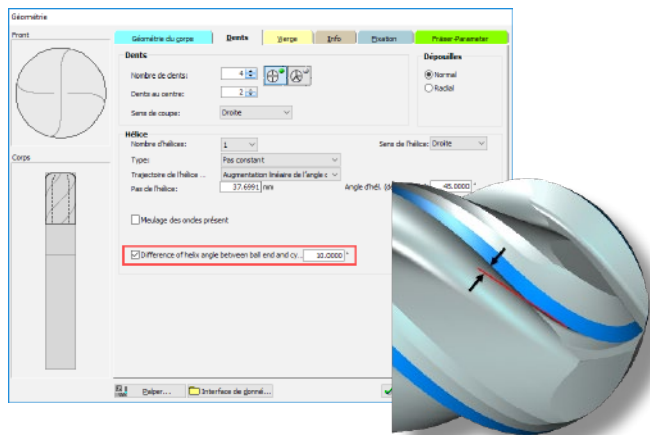 Géométrie
Front
Géométrie du corps Dents Verge Info Fixation Fräser-Parameter
Dents
Dépouilles
Nombre de dents: 4
Normal
Dents au centre: 2
Radial
Sens de coupe: Droite
Hélice
Nombre d'hélices: 1 Sens de l'hélice: Droite
Corps
Type: Pas constant
Trajectoire de l'hélice ... Augmentation linéaire de l'angle c
Pas de l'hélice: 37.6991 mm Angle d'hél. (d 45.0000 °
Meulage des ondes présent
Difference of helix angle between ball end and cy... 10.0000 °
Palper... Interface de donné...